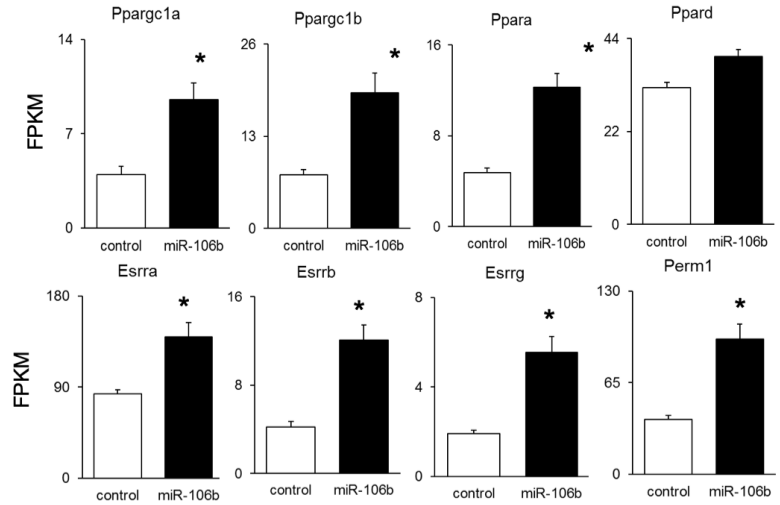 Ppargc1a
Ppargc1b
Ppara
Ppard
FPKM
14
7
0
*
control miR-106b
26
13
0
*
control miR-106b
16
8
0
*
control miR-106b
44
22
0
control miR-106b
Esrra
Esrrb
Esrrg
Perm1
FPKM
180
90
0
*
control miR-106b
16
8
0
*
control miR-106b
8
4
0
*
control miR-106b
130
65
0
*
control miR-106b